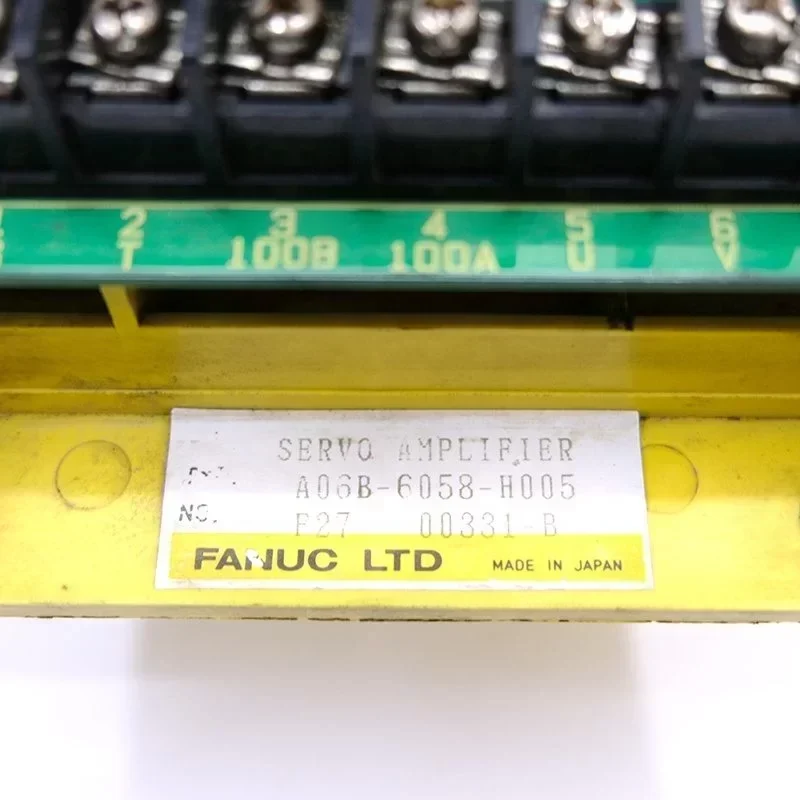 2 3 4 5 6
T 100B 100A U V
SERVO AMPLIFIER
A06B-6058-H005
NO. F27 00331-B
FANUC LTD MADE IN JAPAN